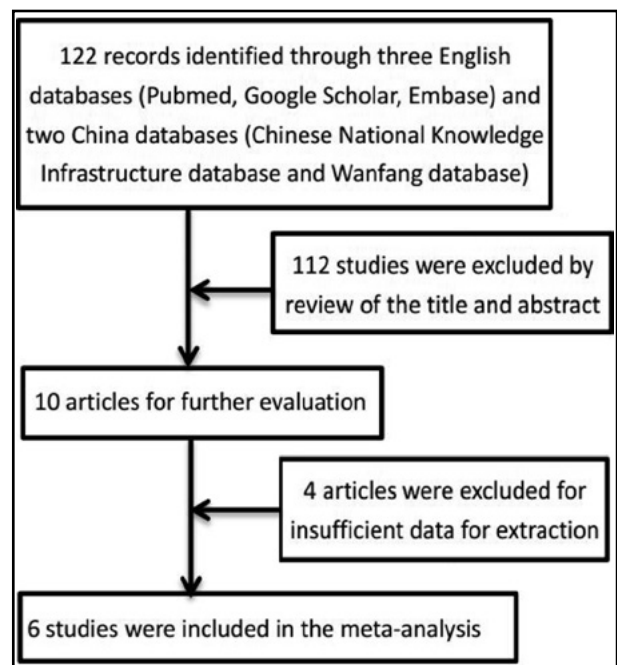 122 records identified through three English
databases (Pubmed, Google Scholar, Embase) and
two China databases (Chinese National Knowledge
Infrastructure database and Wanfang database)
112 studies were excluded by
review of the title and abstract
10 articles for further evaluation
4 articles were excluded for
insufficient data for extraction
6 studies were included in the meta-analysis